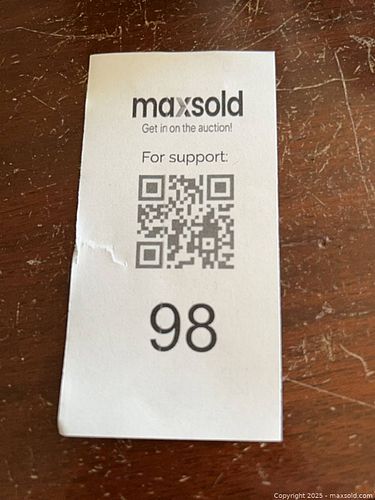 maxsold
Get in on the auction!
For support:
98
Copyright 2025 - maxsold.com